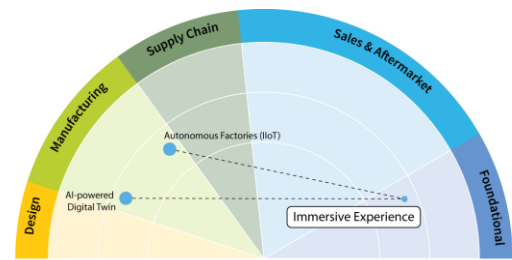 Supply Chain
Sales & Aftermarket
Manufacturing
Autonomous Factories (IIoT)
AI-powered
Digital Twin
Design
Immersive Experience
Foundational